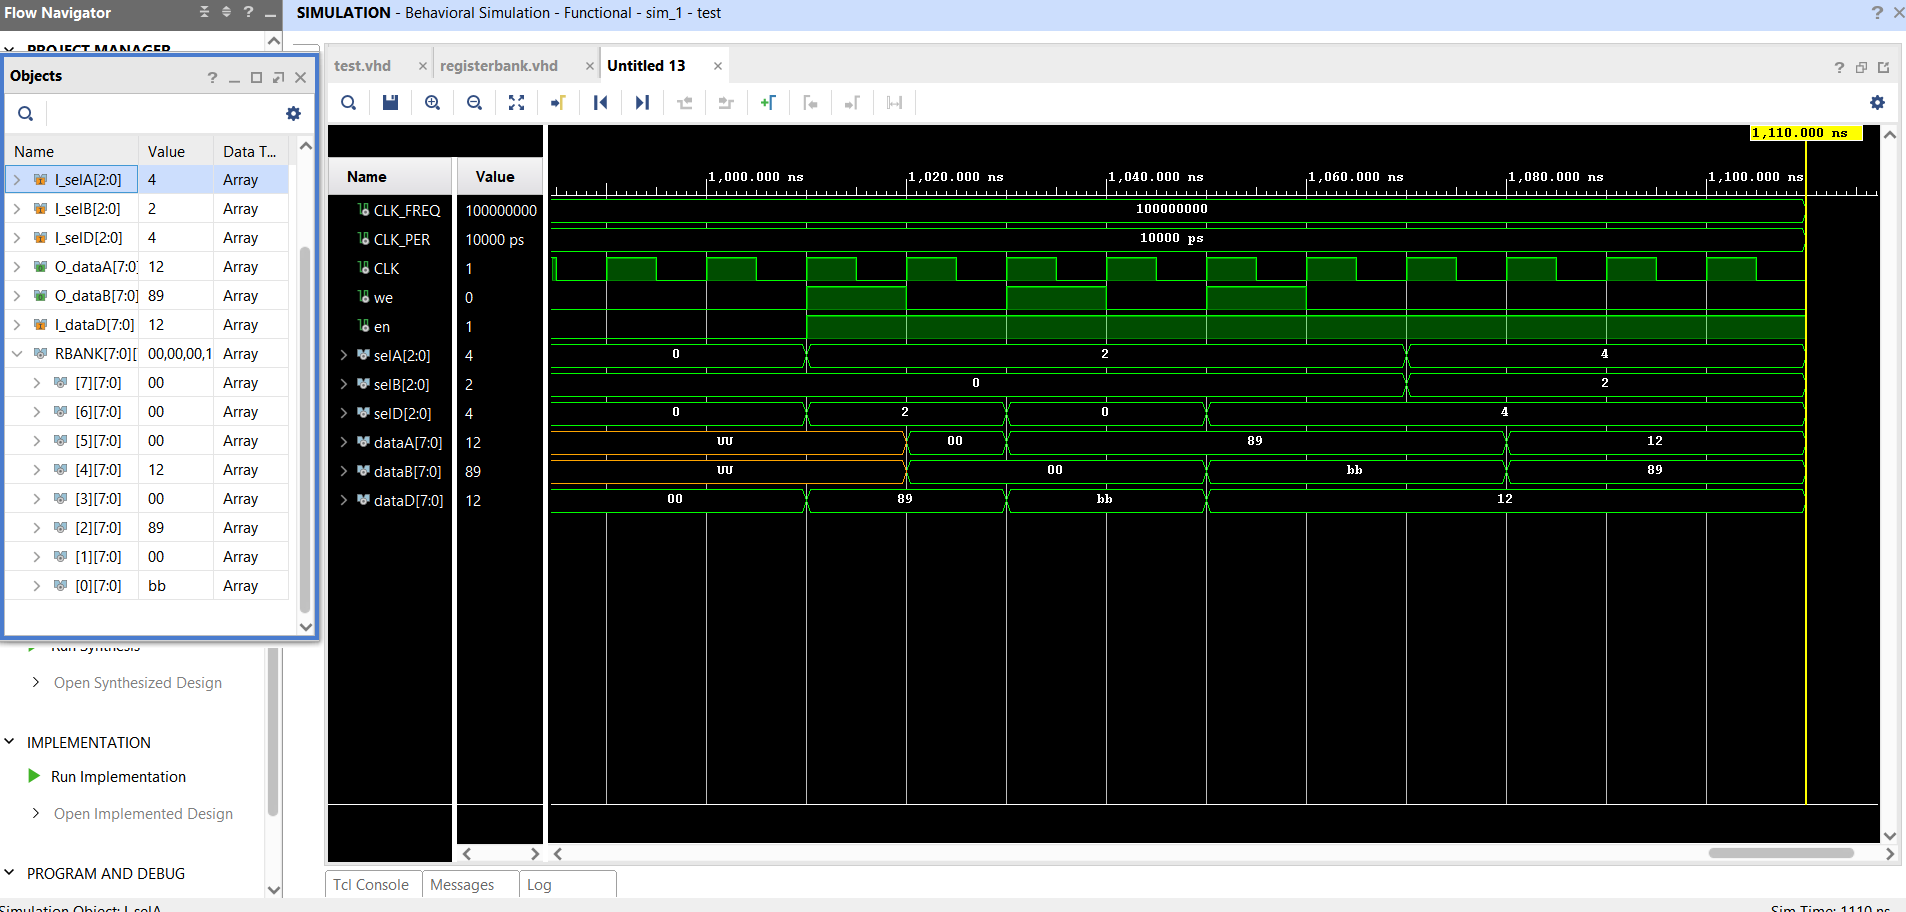 Flow Navigator
? _
SIMULATION - Behavioral Simulation - Functional - sim_1 - test
? ×
PROJECT MANAGER
Objects
? _ ×
test.vhd ×
registerbank.vhd ×
Untitled 13 ×
?
Name Value Data T...
I_selA[2:0] 4 Array
I_selB[2:0] 2 Array
I_selD[2:0] 4 Array
O_dataA[7:0] 12 Array
O_dataB[7:0] 89 Array
I_dataD[7:0] 12 Array
RBANK[7:0][ 00,00,00,1 Array
[7][7:0] 00 Array
[6][7:0] 00 Array
[5][7:0] 00 Array
[4][7:0] 12 Array
[3][7:0] 00 Array
[2][7:0] 89 Array
[1][7:0] 00 Array
[0][7:0] bb Array
Run Synthesis
Open Synthesized Design
IMPLEMENTATION
Run Implementation
Open Implemented Design
PROGRAM AND DEBUG
1,110.000 ns
Name Value
1,000.000 ns 1,020.000 ns 1,040.000 ns 1,060.000 ns 1,080.000 ns 1,100.000 ns
CLK_FREQ 100000000 100000000
CLK_PER 10000 ps 10000 ps
CLK 1
we 0
en 1
selA[2:0] 4 0 2 4
selB[2:0] 2 0 2
selD[2:0] 4 0 2 0 4
dataA[7:0] 12 UU 00 89 12
dataB[7:0] 89 UU 00 bb 89
dataD[7:0] 12 00 89 bb 12
Tcl Console Messages Log
Simulation Object: I_selA
Sim Time: 1110 ns